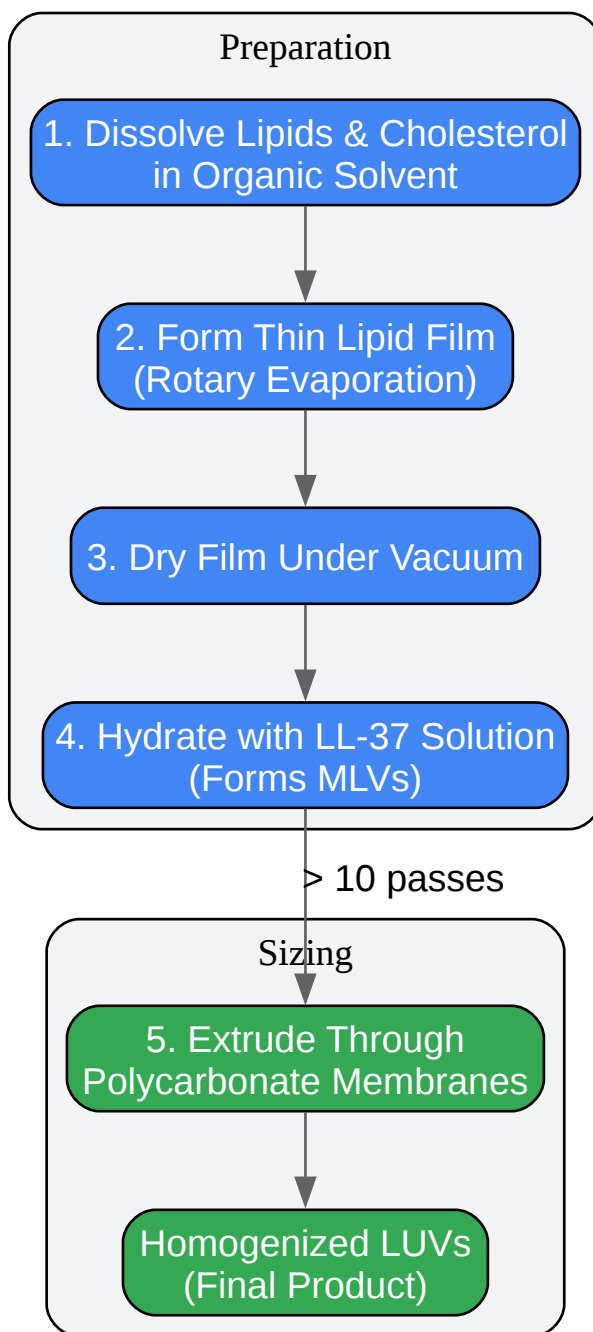 Preparation
1. Dissolve Lipids & Cholesterol
in Organic Solvent
2. Form Thin Lipid Film
(Rotary Evaporation)
3. Dry Film Under Vacuum
4. Hydrate with LL-37 Solution
(Forms MLVs)
> 10 passes
Sizing
5. Extrude Through
Polycarbonate Membranes
Homogenized LUVs
(Final Product)